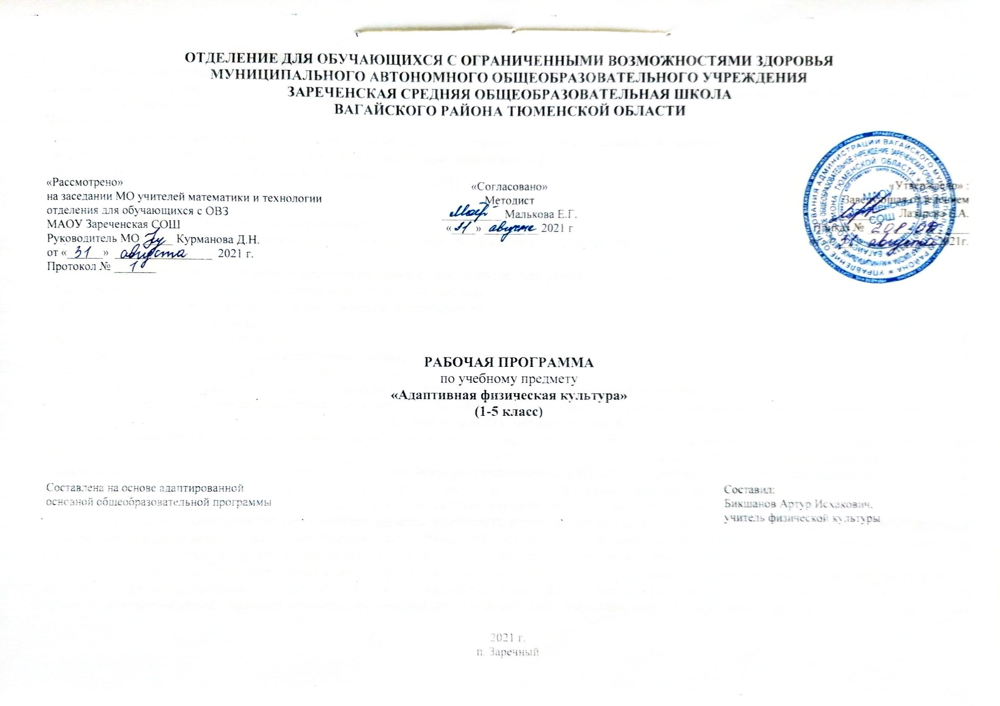 ОТДЕЛЕНИЕ ДЛЯ ОБУЧАЮЩИХСЯ С ОГРАНИЧЕННЫМИ ВОЗМОЖНОСТЯМИ ЗДОРОВЬЯ
МУНИЦИПАЛЬНОГО АВТОНОМНОГО ОБЩЕОБРАЗОВАТЕЛЬНОГО УЧРЕЖДЕНИЯ
ЗАРЕЧЕНСКАЯ СРЕДНЯЯ ОБЩЕОБРАЗОВАТЕЛЬНАЯ ШКОЛА
ВАГАЙСКОГО РАЙОНА ТЮМЕНСКОЙ ОБЛАСТИ
«Рассмотрено»
на заседании МО учителей математики и технологии
отделения для обучающихся с ОВЗ
МАОУ Зареченская СОШ
Руководитель МО Курманова Д.Н.
от «31» августа 2021 г.
Протокол № 1
«Согласовано»
Методист
Малькова Е.Г.
«31» августа 2021 г
«Утверждено» :
Заведующая отделением
Приказ № 208
31 августа 2021г.
МАОУ
Зареченская
СОШ
РАБОЧАЯ ПРОГРАММА
по учебному предмету
«Адаптивная физическая культура»
(1-5 класс)
Составлена на основе адаптированной
основной общеобразовательной программы
Составил:
Бикшанов Артур Исхакович,
учитель физической культуры
2021 г.
п. Заречный